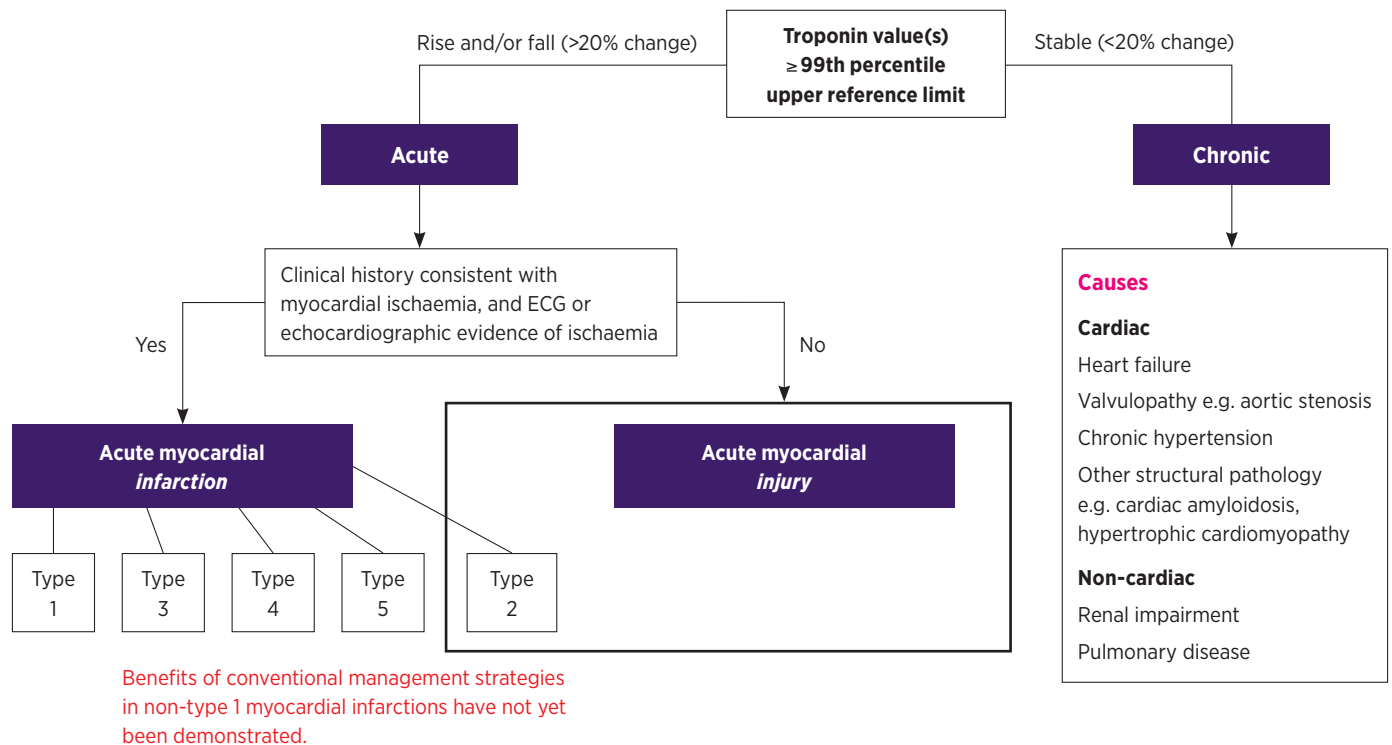 Rise and/or fall (>20% change)
Troponin value(s)
≥ 99th percentile
upper reference limit
Stable (<20% change)
Acute
Chronic
Clinical history consistent with
myocardial ischaemia, and ECG or
echocardiographic evidence of ischaemia
Yes
No
Acute myocardial
infarction
Acute myocardial
injury
Type
1
Type
3
Type
4
Type
5
Type
2
Benefits of conventional management strategies
in non-type 1 myocardial infarctions have not yet
been demonstrated.
Causes
Cardiac
Heart failure
Valvulopathy e.g. aortic stenosis
Chronic hypertension
Other structural pathology
e.g. cardiac amyloidosis,
hypertrophic cardiomyopathy
Non-cardiac
Renal impairment
Pulmonary disease